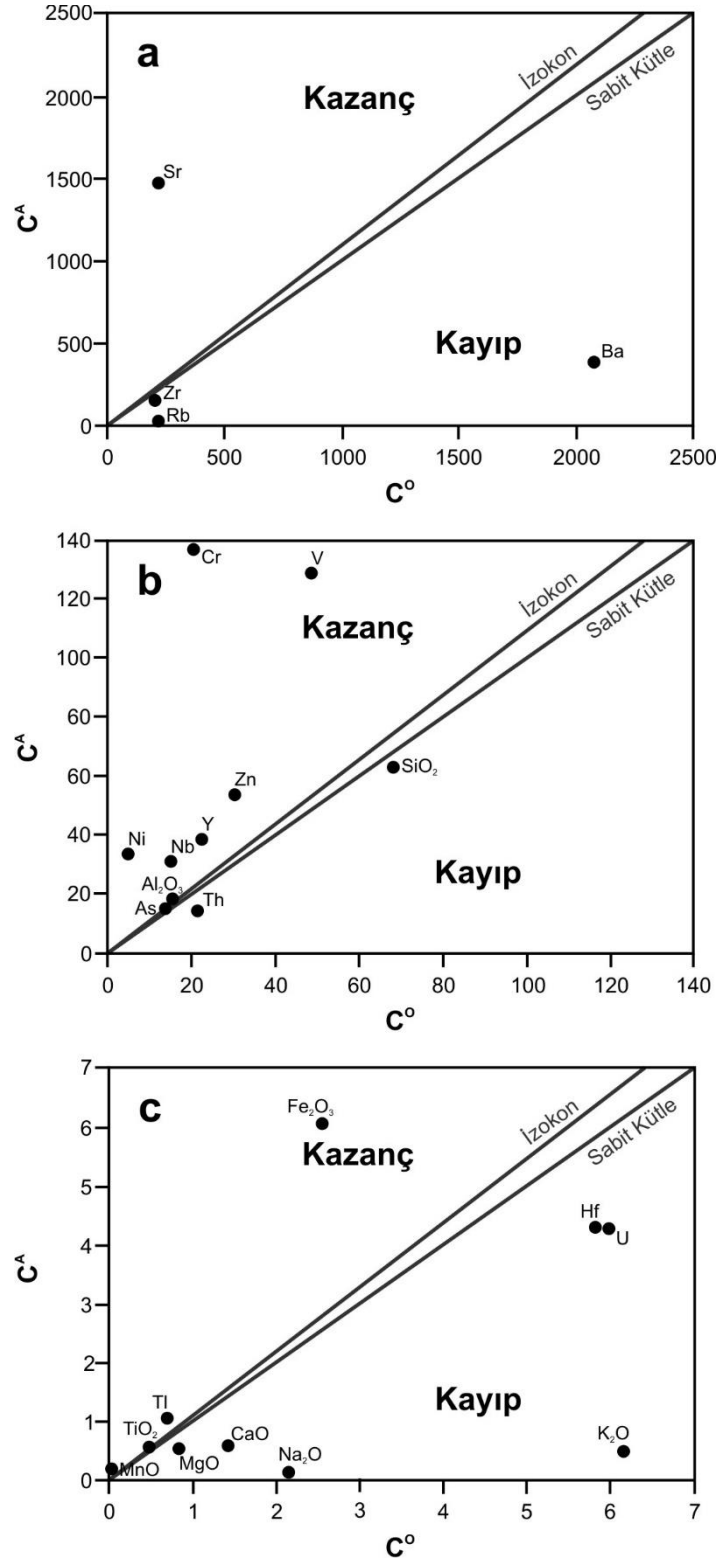 2500
a
Kazanç
İzokon
Sabit Kütle
2000
Sr
1500
Cᴬ
1000
500
Kayıp
Ba
Zr
Rb
0
0 500 1000 1500 2000 2500
Cᴼ
140
b
Cr
V
Kazanç
İzokon
Sabit Kütle
120
100
60
Cᴬ
60
Zn
SiO₂
40
Ni
Nb
Y
Al₂O₃
20
As
Th
Kayıp
0
0 20 40 60 80 100 120 140
Cᴼ
7
c
Fe₂O₃
Kazanç
İzokon
Sabit Kütle
6
5
Hf
U
4
Cᴬ
3
2
Kayıp
1
Tl
TiO₂
MnO
MgO
CaO
Na₂O
K₂O
0
0 1 2 3 4 5 6 7
Cᴼ